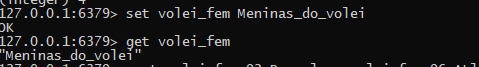 (integer) 4
127.0.0.1:6379> set volei_fem Meninas_do_volei
OK
127.0.0.1:6379> get volei_fem
"Meninas_do_volei"